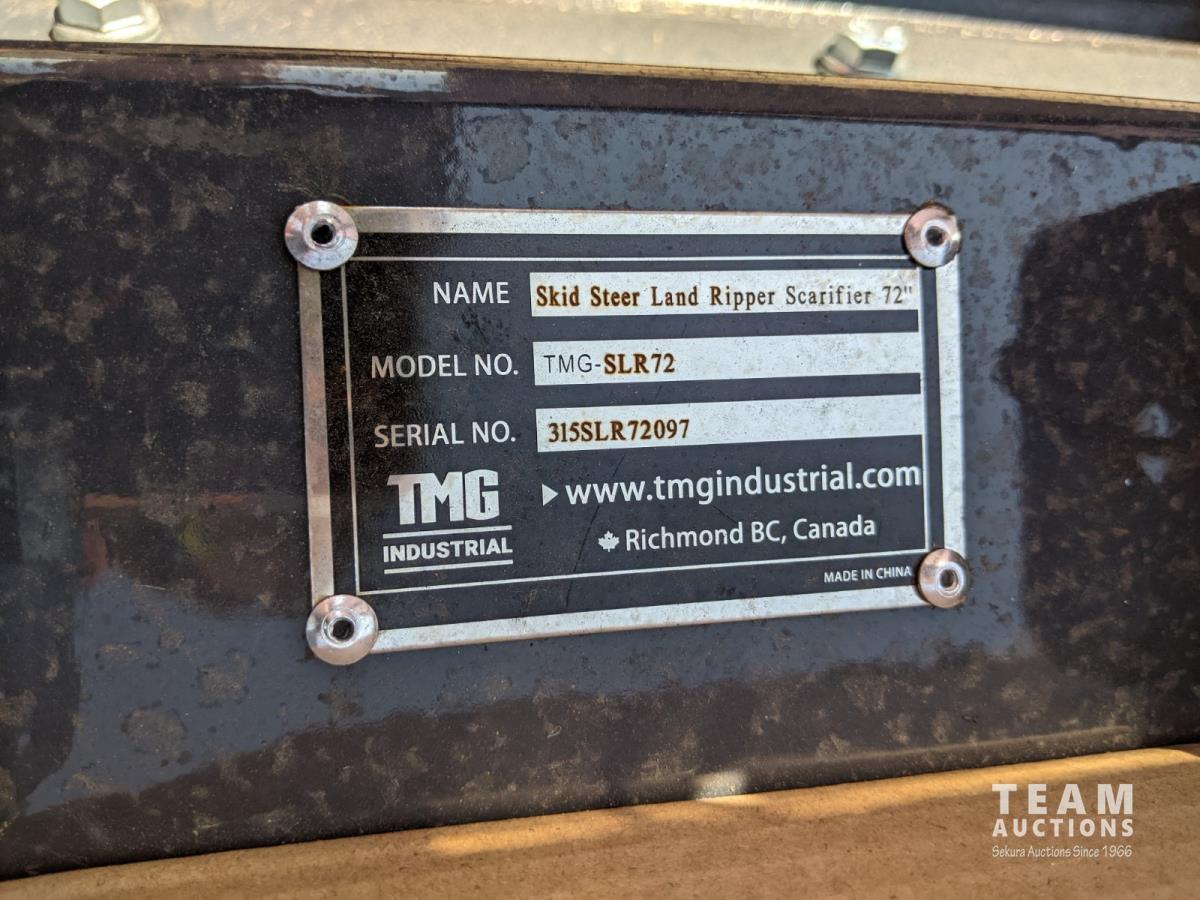 NAME Skid Steer Land Ripper Scarifier 72"
MODEL NO. TMG-SLR72
SERIAL NO. 315SLR72097
TMG
INDUSTRIAL
www.tmgindustrial.com
Richmond BC, Canada
MADE IN CHINA
TEAM
AUCTIONS
Sekura Auctions Since 1966